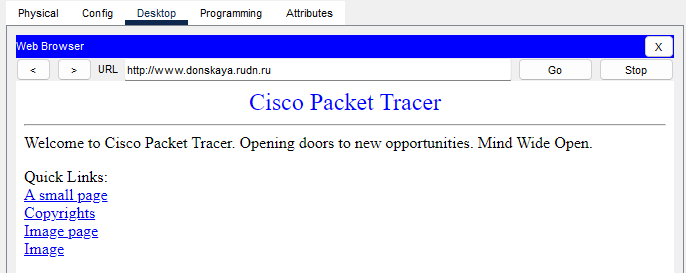 Physical Config Desktop Programming Attributes
Web Browser X
< > URL http://www.donskaya.rudn.ru Go Stop
Cisco Packet Tracer
Welcome to Cisco Packet Tracer. Opening doors to new opportunities. Mind Wide Open.
Quick Links:
A small page
Copyrights
Image page
Image